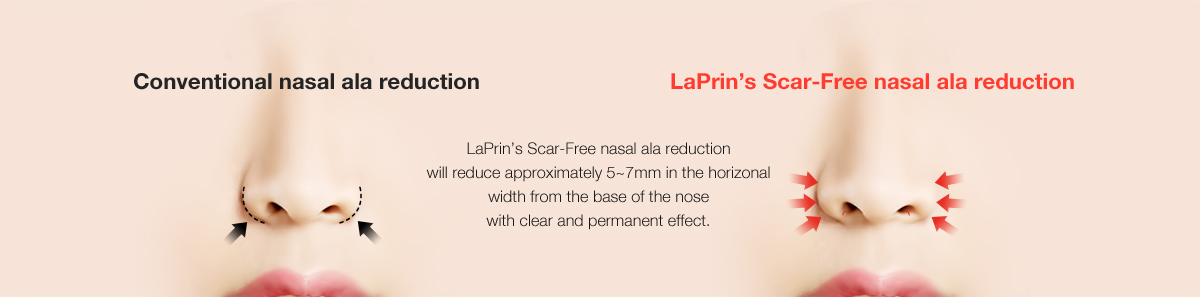 Conventional nasal ala reduction
LaPrin's Scar-Free nasal ala reduction
LaPrin's Scar-Free nasal ala reduction
will reduce approximately 5~7mm in the horizonal
width from the base of the nose
with clear and permanent effect.